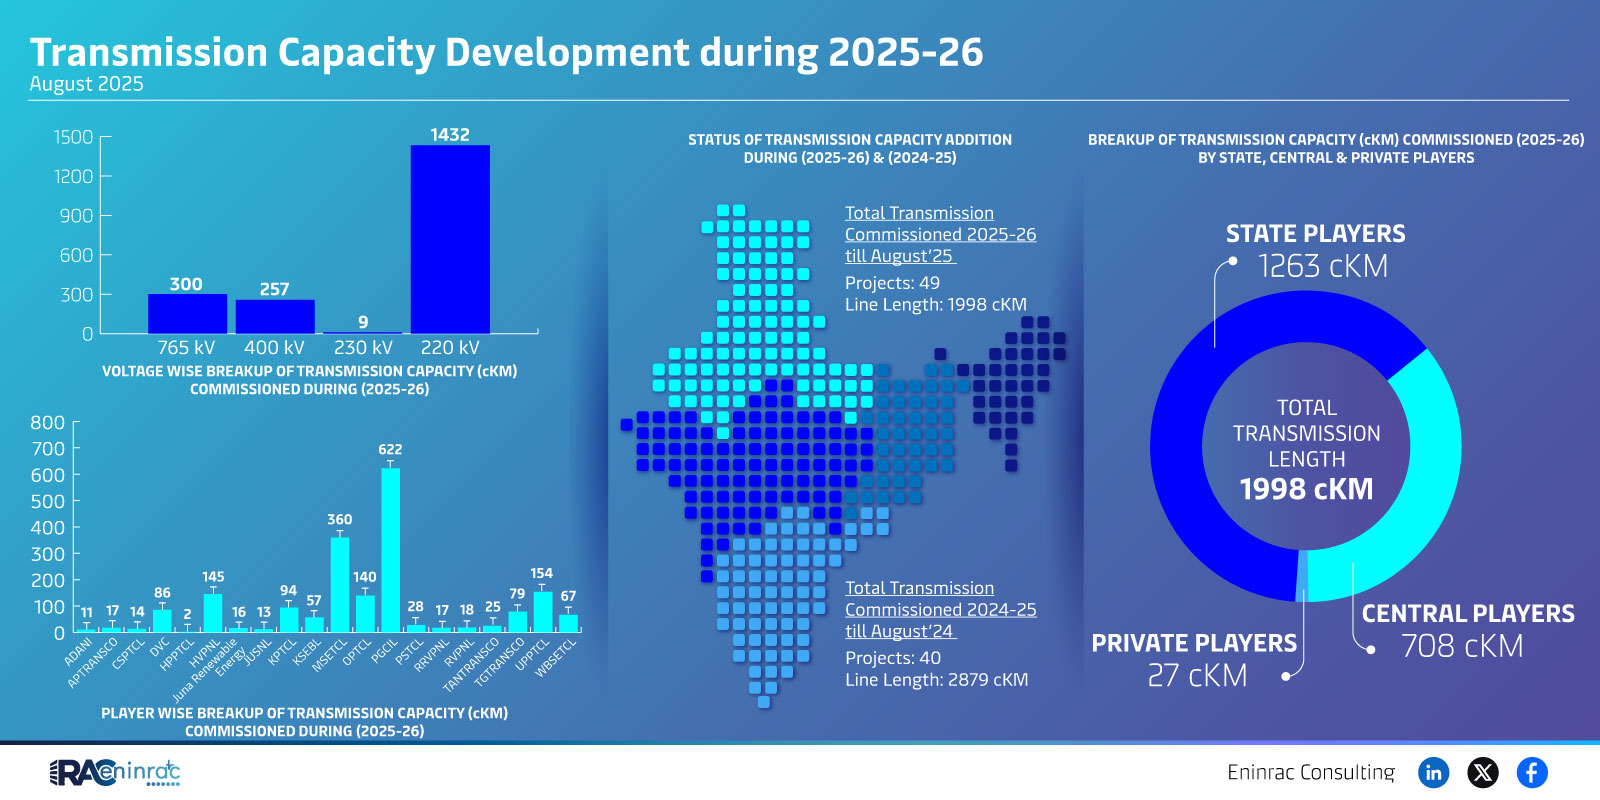 Transmission Capacity Development during 2025-26
August 2025
1500
1200
900
600
300
0
300
257
9
1432
765 kV
400 kV
230 kV
220 kV
VOLTAGE WISE BREAKUP OF TRANSMISSION CAPACITY (cKM)
COMMISSIONED DURING (2025-26)
800
700
600
500
400
300
200
100
0
11
17
14
86
2
145
16
13
94
57
360
140
622
28
17
18
25
79
154
67
ADANI
APTRANSCO
CSPTCL
DVC
HPPTCL
HVPNL
Juna Renewable
Energy
JUSNL
KPTCL
KSEBL
MSETCL
OPTCL
PGCIL
PSTCL
RRVPNL
RVPNL
TANTRANSCO
TGTRANSCO
UPPTCL
WBSETCL
PLAYER WISE BREAKUP OF TRANSMISSION CAPACITY (cKM)
COMMISSIONED DURING (2025-26)
STATUS OF TRANSMISSION CAPACITY ADDITION
DURING (2025-26) & (2024-25)
Total Transmission
Commissioned 2025-26
till August'25
Projects: 49
Line Length: 1998 cKM
Total Transmission
Commissioned 2024-25
till August'24
Projects: 40
Line Length: 2879 cKM
BREAKUP OF TRANSMISSION CAPACITY (cKM) COMMISSIONED (2025-26)
BY STATE, CENTRAL & PRIVATE PLAYERS
STATE PLAYERS
1263 cKM
TOTAL
TRANSMISSION
LENGTH
1998 cKM
CENTRAL PLAYERS
708 cKM
PRIVATE PLAYERS
27 cKM
RAC eninrac
Eninrac Consulting
in
X
f